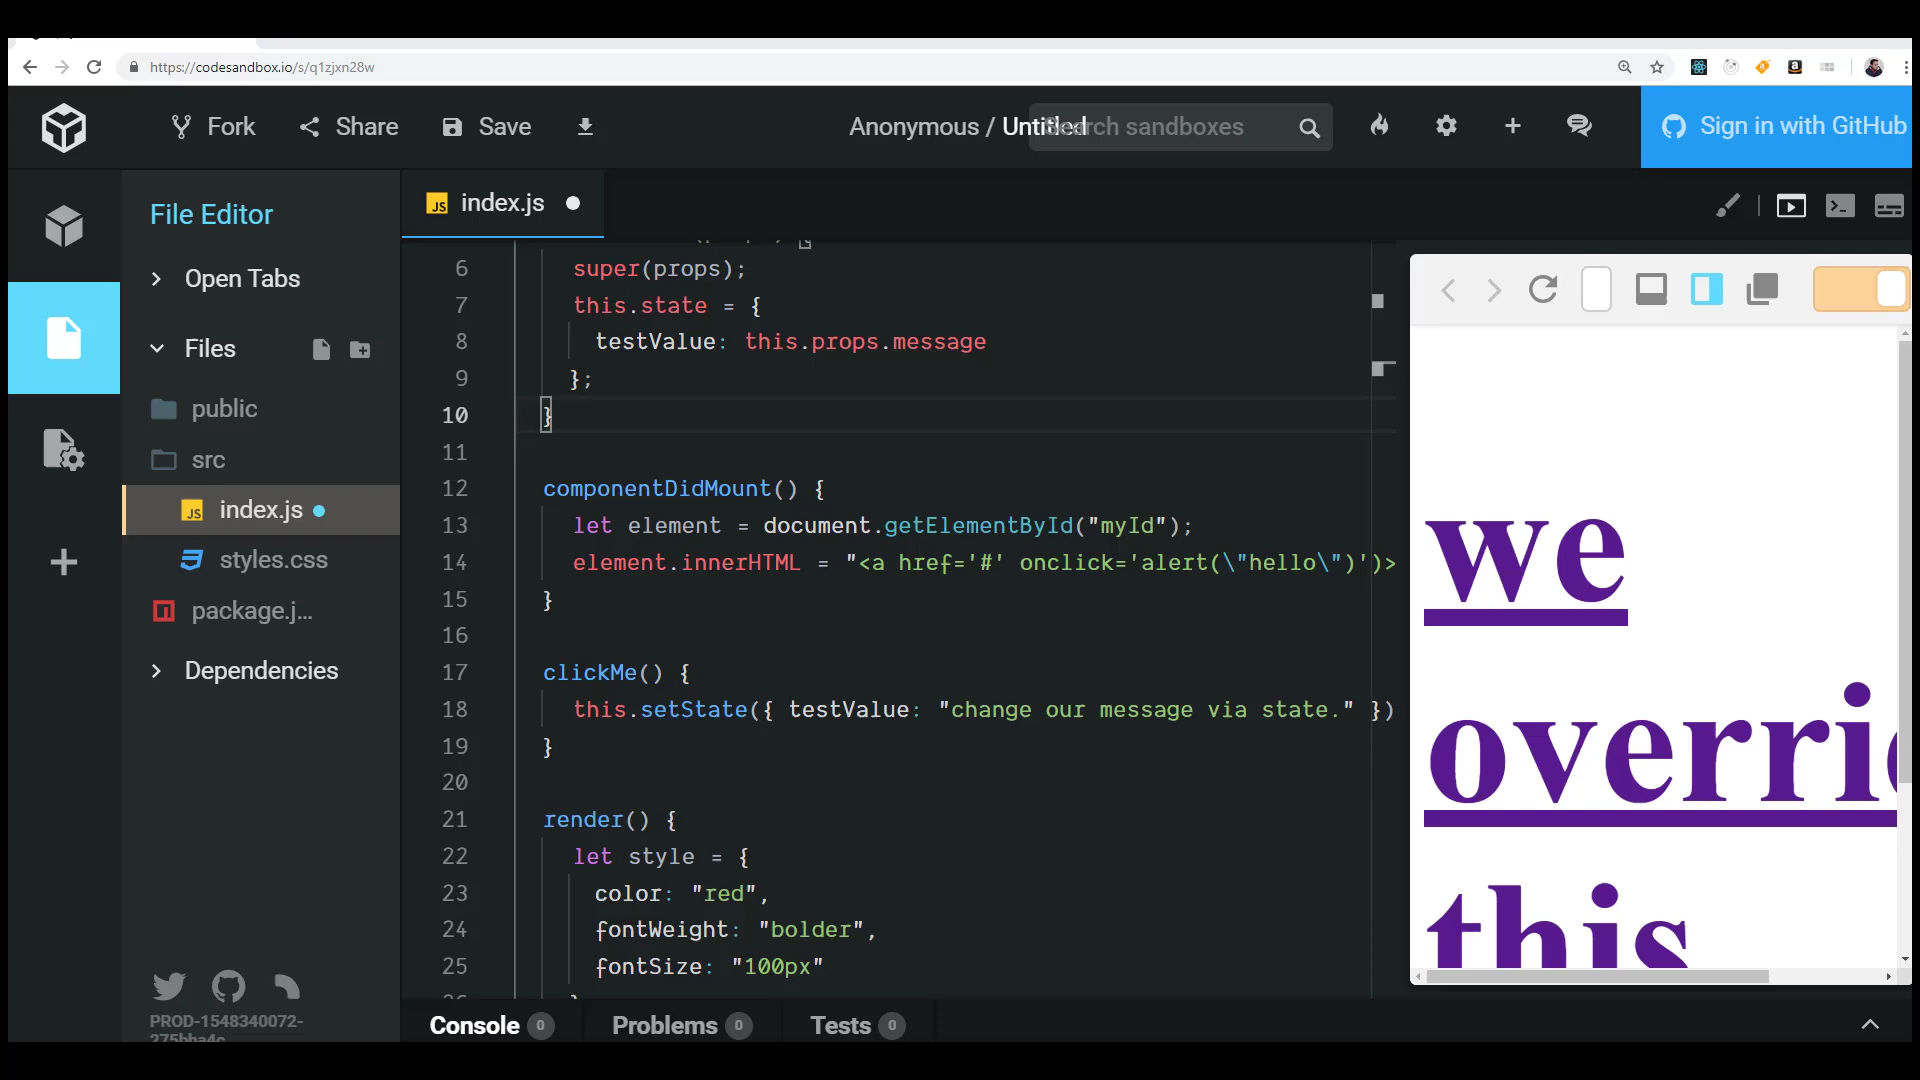 https://codesandbox.io/s/q1zjxn28w
Fork
Share
Save
Anonymous / Untitled
Search sandboxes
Sign in with GitHub
File Editor
Open Tabs
Files
public
src
JS index.js
styles.css
package.j...
Dependencies
PROD-1548340072-
275bba4c
JS index.js
6 super(props);
7 this.state = {
8 testValue: this.props.message
9 };
10 }
11
12 componentDidMount() {
13 let element = document.getElementById("myId");
14 element.innerHTML = "<a href='#' onclick='alert(\"hello\")')>
15 }
16
17 clickMe() {
18 this.setState({ testValue: "change our message via state." })
19 }
20
21 render() {
22 let style = {
23 color: "red",
24 fontWeight: "bolder",
25 fontSize: "100px"
we
overri
this
Console 0
Problems 0
Tests 0